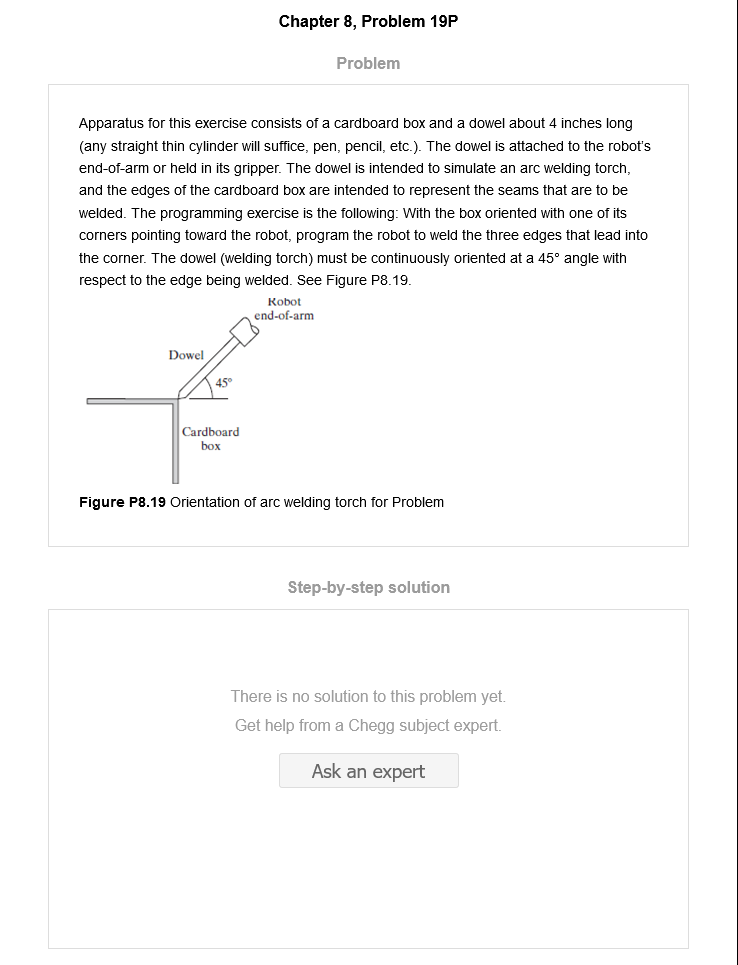 Chapter 8, Problem 19P
Problem
Apparatus for this exercise consists of a cardboard box and a dowel about 4 inches long
(any straight thin cylinder will suffice, pen, pencil, etc.). The dowel is attached to the robot's
end-of-arm or held in its gripper. The dowel is intended to simulate an arc welding torch,
and the edges of the cardboard box are intended to represent the seams that are to be
welded. The programming exercise is the following: With the box oriented with one of its
corners pointing toward the robot, program the robot to weld the three edges that lead into
the corner. The dowel (welding torch) must be continuously oriented at a 45° angle with
respect to the edge being welded. See Figure P8.19.
Robot
end-of-arm
Dowel
45°
Cardboard
box
Figure P8.19 Orientation of arc welding torch for Problem
Step-by-step solution
There is no solution to this problem yet.
Get help from a Chegg subject expert.
Ask an expert